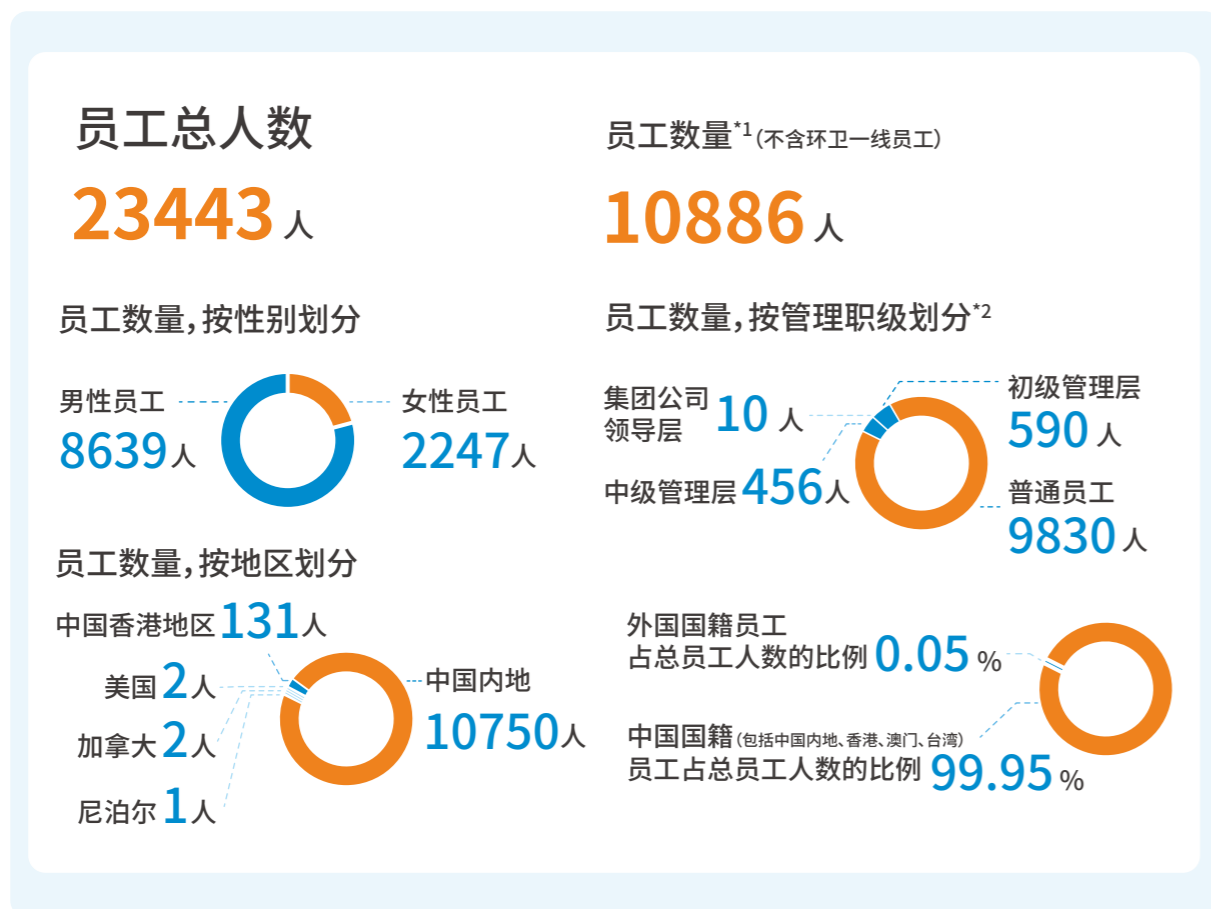 员工总人数
23443 人
员工数量*1（不含环卫一线员工）
10886 人
员工数量，按性别划分
男性员工
8639人
女性员工
2247人
员工数量，按管理职级划分*2
集团公司
领导层
10 人
中级管理层456人
初级管理层
590 人
普通员工
9830 人
员工数量，按地区划分
中国香港地区131人
美国2人
加拿大2人
尼泊尔1人
中国内地
10750人
外国国籍员工
占总员工人数的比例 0.05 %
中国国籍（包括中国内地、香港、澳门、台湾）
员工占总员工人数的比例 99.95 %